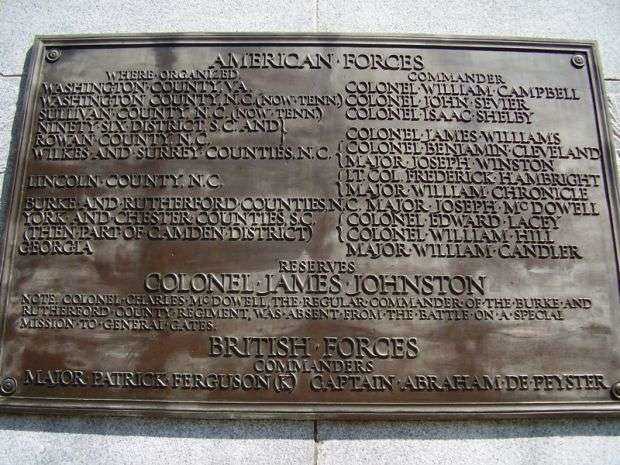 AMERICAN·FORCES
WHERE·ORGANIZED COMMANDER
WASHINGTON·COUNTY, VA. COLONEL·WILLIAM·CAMPBELL
WASHINGTON·COUNTY, N.C. (NOW·TENN) COLONEL·JOHN·SEVIER
SULLIVAN·COUNTY, N.C. (NOW·TENN) COLONEL·ISAAC·SHELBY
NINETY·SIX·DISTRICT, S.C. AND}
ROWAN·COUNTY, N.C. COLONEL·JAMES·WILLIAMS
WILKES·AND·SURREY·COUNTIES, N.C. {COLONEL·BENJAMIN·CLEVELAND
MAJOR·JOSEPH·WINSTON
LINCOLN·COUNTY, N.C. {LT. COL. FREDERICK·HAMBRIGHT
MAJOR·WILLIAM·CHRONICLE
BURKE·AND·RUTHERFORD·COUNTIES, N.C. MAJOR·JOSEPH·McDOWELL
YORK·AND·CHESTER·COUNTIES, S.C. {COLONEL·EDWARD·LACEY
(THEN·PART·OF·CAMDEN·DISTRICT) COLONEL·WILLIAM·HILL
GEORGIA MAJOR·WILLIAM·CANDLER
RESERVES
COLONEL·JAMES·JOHNSTON
NOTE, COLONEL·CHARLES·McDOWELL, THE·REGULAR·COMMANDER·OF·THE·BURKE·AND
RUTHERFORD·COUNTY·REGIMENT, WAS·ABSENT·FROM·THE·BATTLE·ON·A·SPECIAL
MISSION·TO·GENERAL·GATES.
BRITISH·FORCES
COMMANDERS
MAJOR·PATRICK·FERGUSON·(K) CAPTAIN·ABRAHAM·DE·PEYSTER